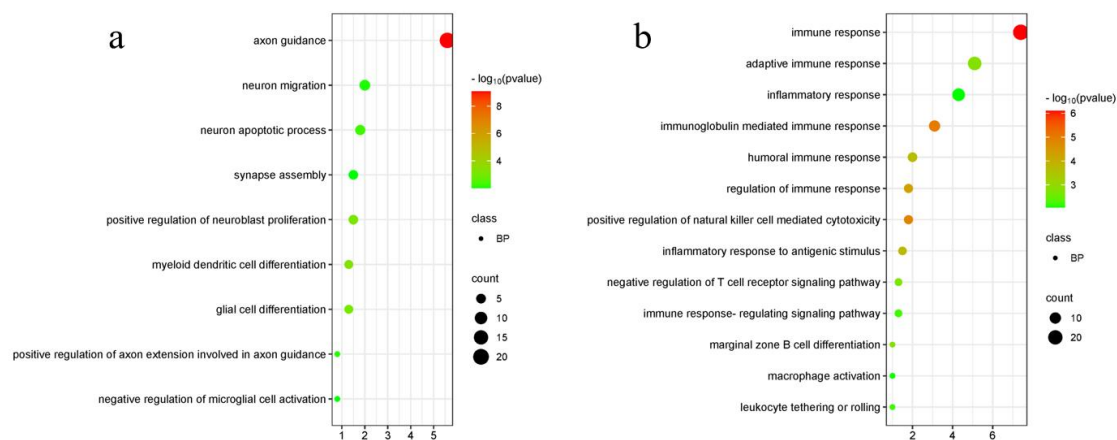 a
axon guidance
neuron migration
neuron apoptotic process
synapse assembly
positive regulation of neuroblast proliferation
myeloid dendritic cell differentiation
glial cell differentiation
positive regulation of axon extension involved in axon guidance
negative regulation of microglial cell activation
1 2 3 4 5
- log10(pvalue)
8
6
4
class
BP
count
5
10
15
20
b
immune response
adaptive immune response
inflammatory response
immunoglobulin mediated immune response
humoral immune response
regulation of immune response
positive regulation of natural killer cell mediated cytotoxicity
inflammatory response to antigenic stimulus
negative regulation of T cell receptor signaling pathway
immune response- regulating signaling pathway
marginal zone B cell differentiation
macrophage activation
leukocyte tethering or rolling
2 4 6
- log10(pvalue)
6
5
4
3
class
BP
count
10
20